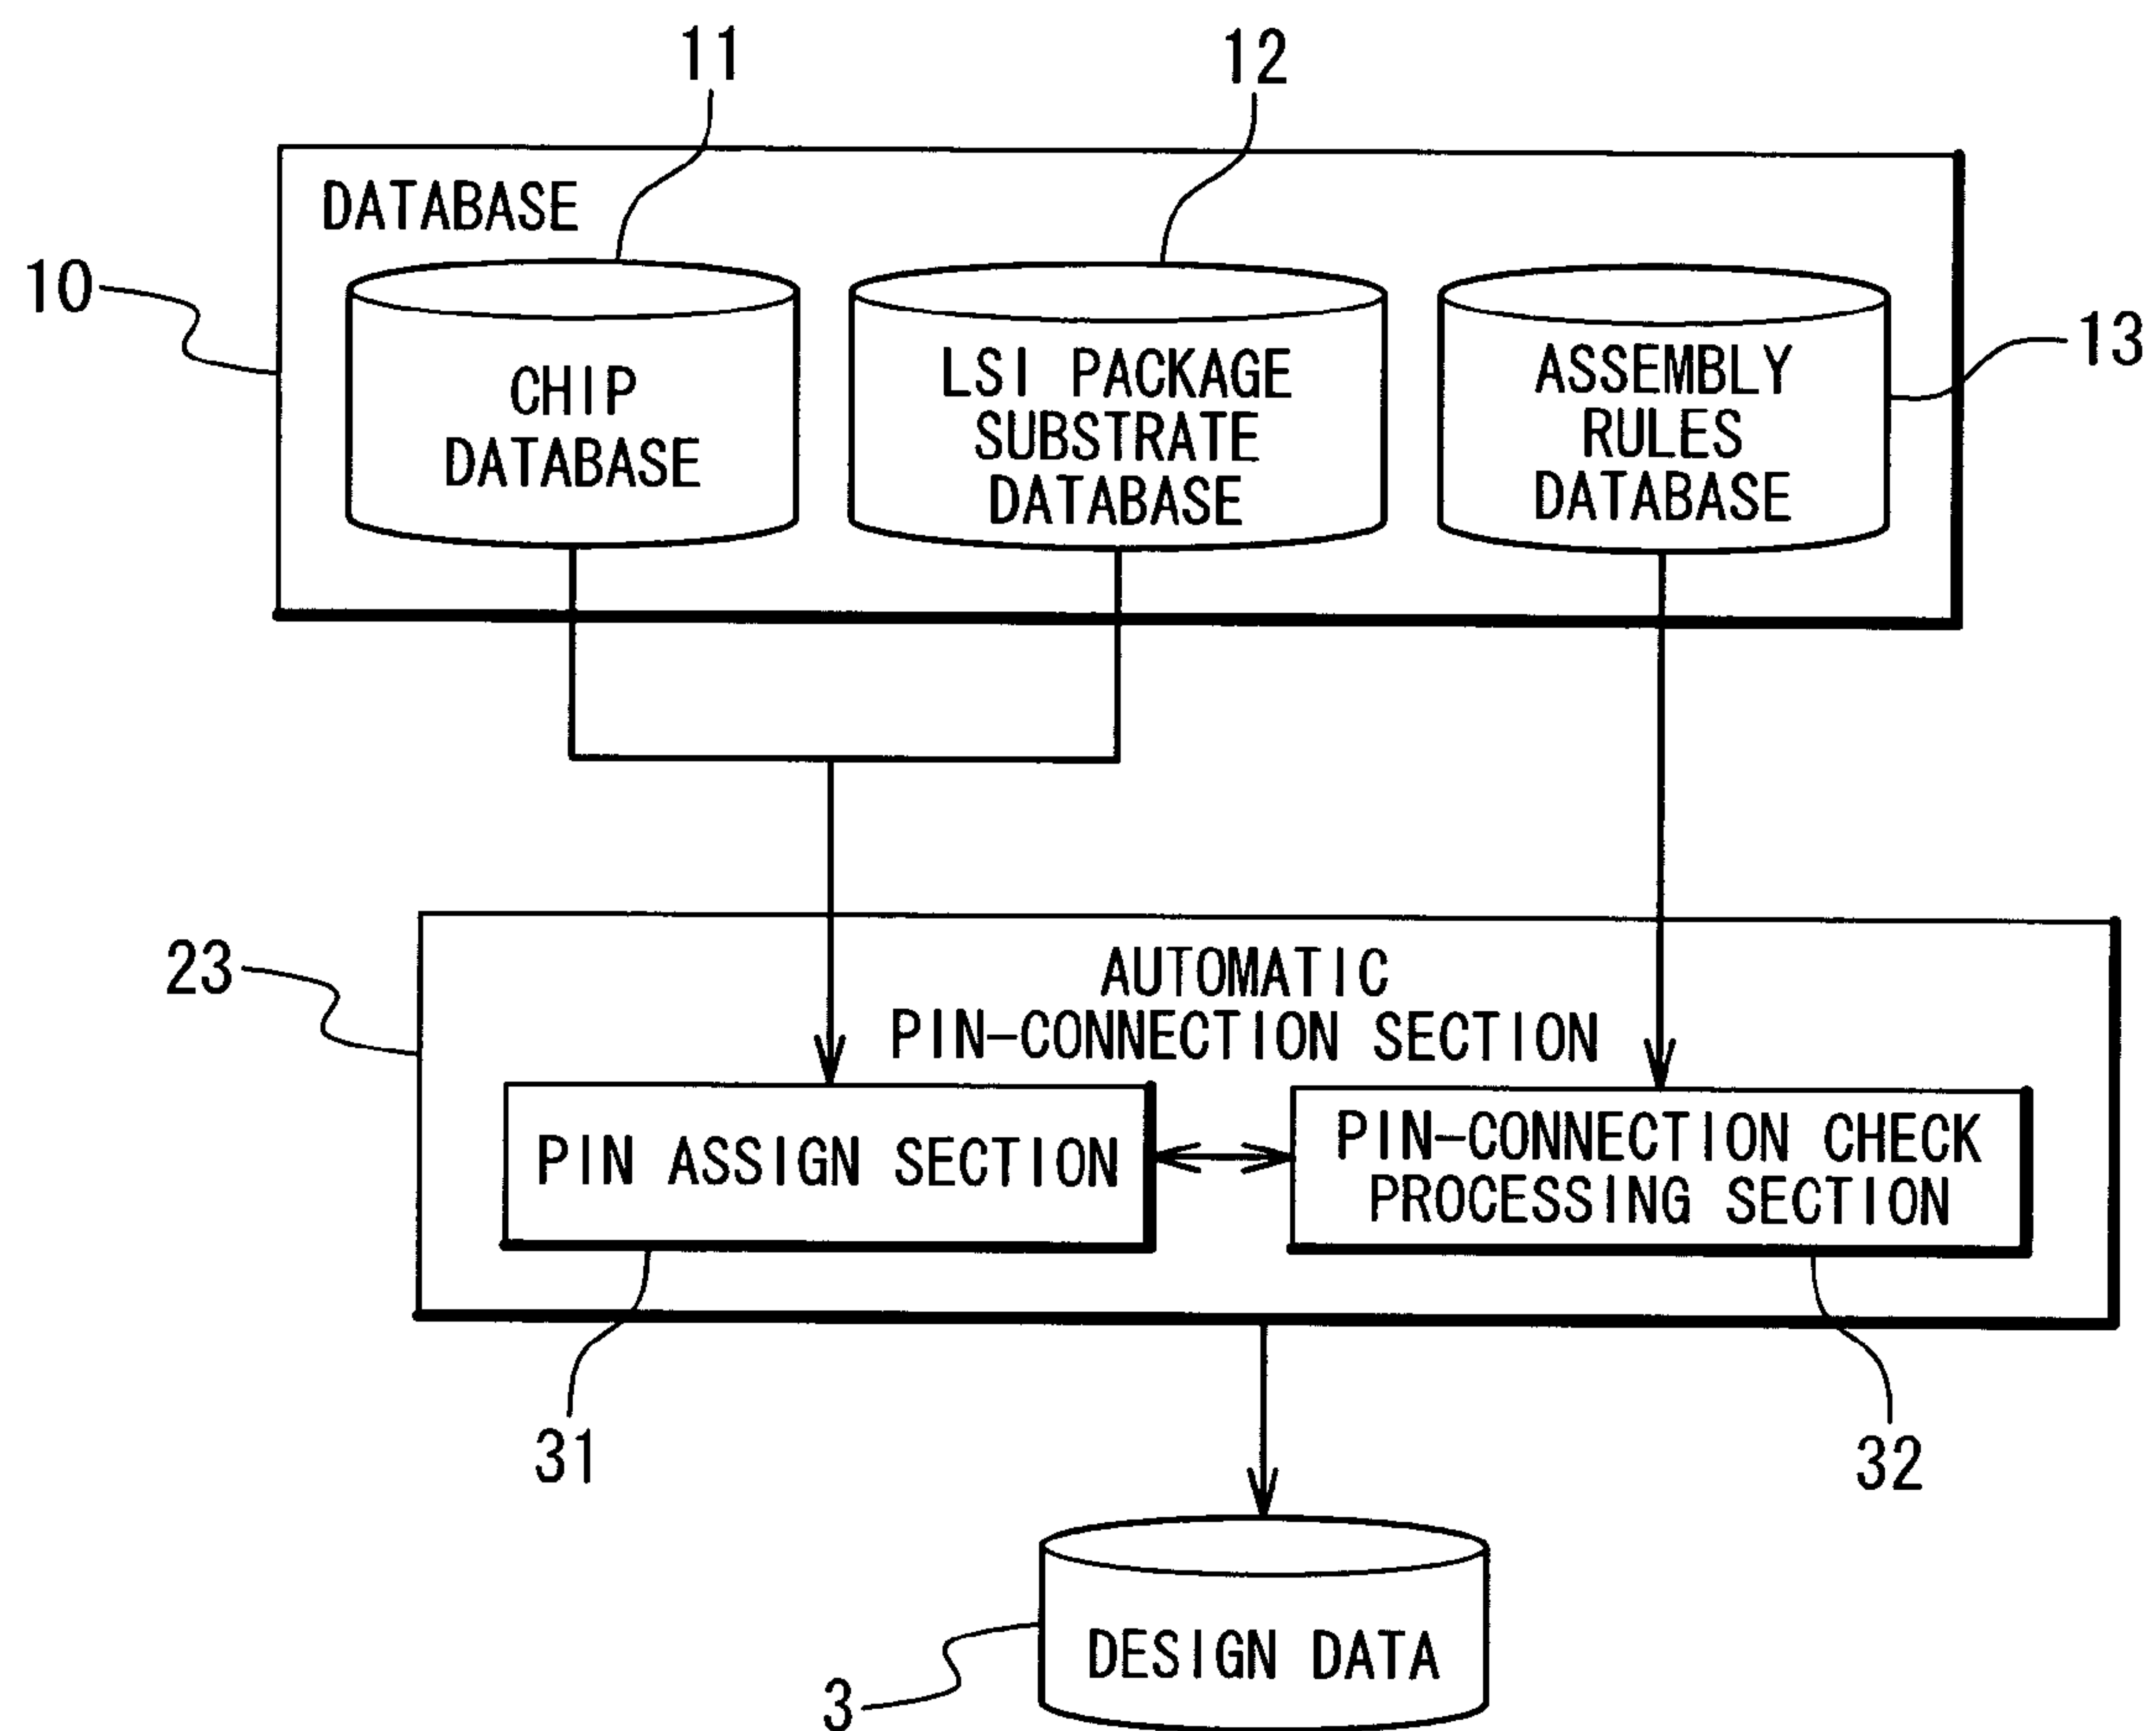 11
12
DATABASE
10
13
CHIP
DATABASE
LSI PACKAGE
SUBSTRATE
DATABASE
ASSEMBLY
RULES
DATABASE
23
AUTOMATIC
PIN-CONNECTION SECTION
PIN ASSIGN SECTION
PIN-CONNECTION CHECK
PROCESSING SECTION
31
32
DESIGN DATA
3